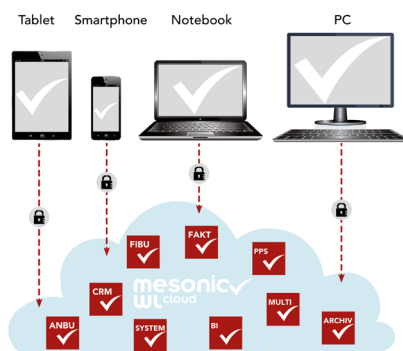 Tablet Smartphone Notebook PC
FAKT
FIBU
PPS
CRM
mesonic
WL cloud
MULTI
ANBU
SYSTEM
BI
ARCHIV